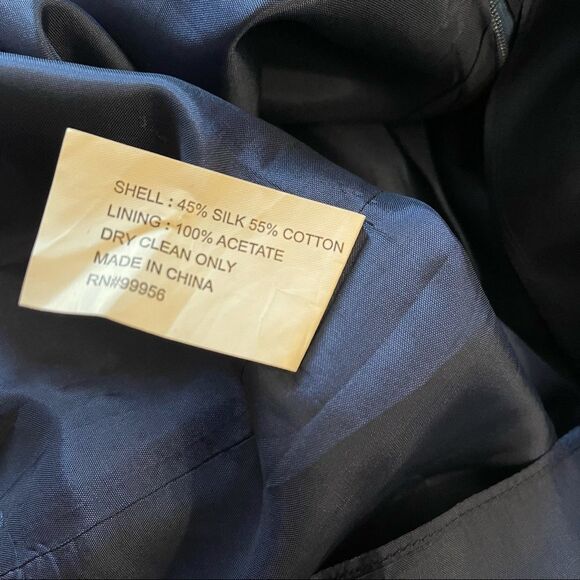 SHELL : 45% SILK 55% COTTON
LINING : 100% ACETATE
DRY CLEAN ONLY
MADE IN CHINA
RN#99956